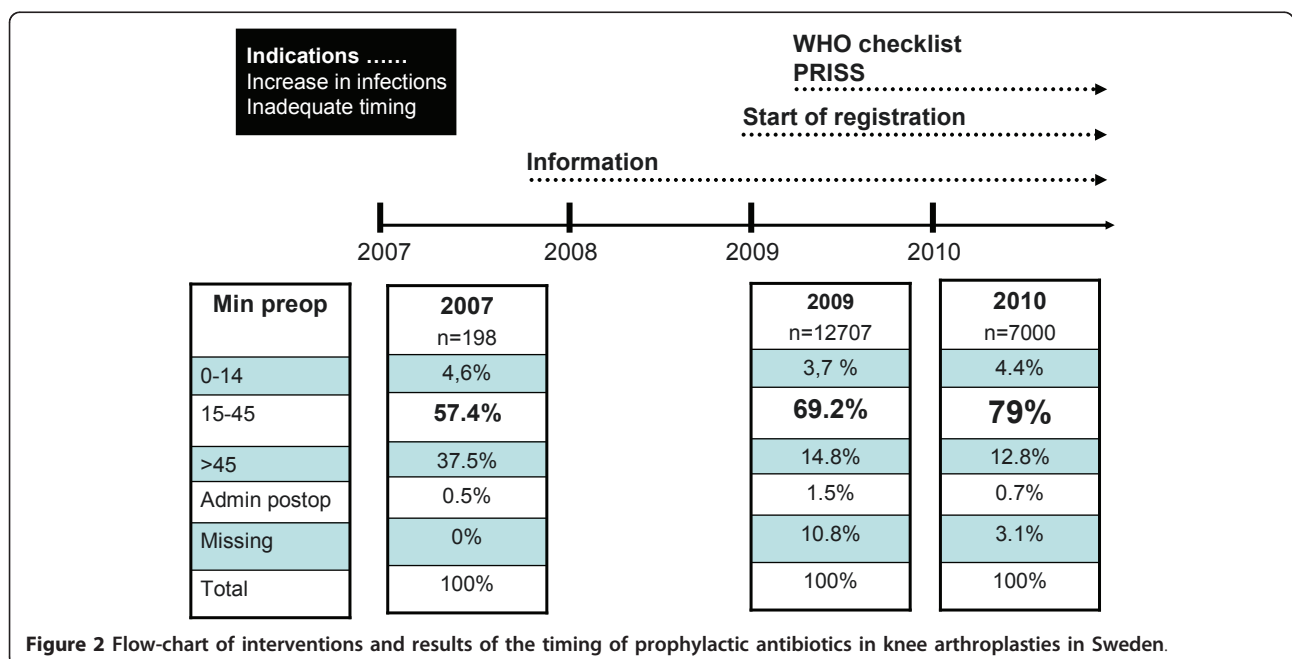 Indications ......
Increase in infections
Inadequate timing
WHO checklist
PRISS
Start of registration
Information
2007 2008 2009 2010
Min preop 2007 2009 2010
n=198 n=12707 n=7000
0-14 4,6% 3,7 % 4.4%
15-45 57.4% 69.2% 79%
>45 37.5% 14.8% 12.8%
Admin postop 0.5% 1.5% 0.7%
Missing 0% 10.8% 3.1%
Total 100% 100% 100%
Figure 2 Flow-chart of interventions and results of the timing of prophylactic antibiotics in knee arthroplasties in Sweden.